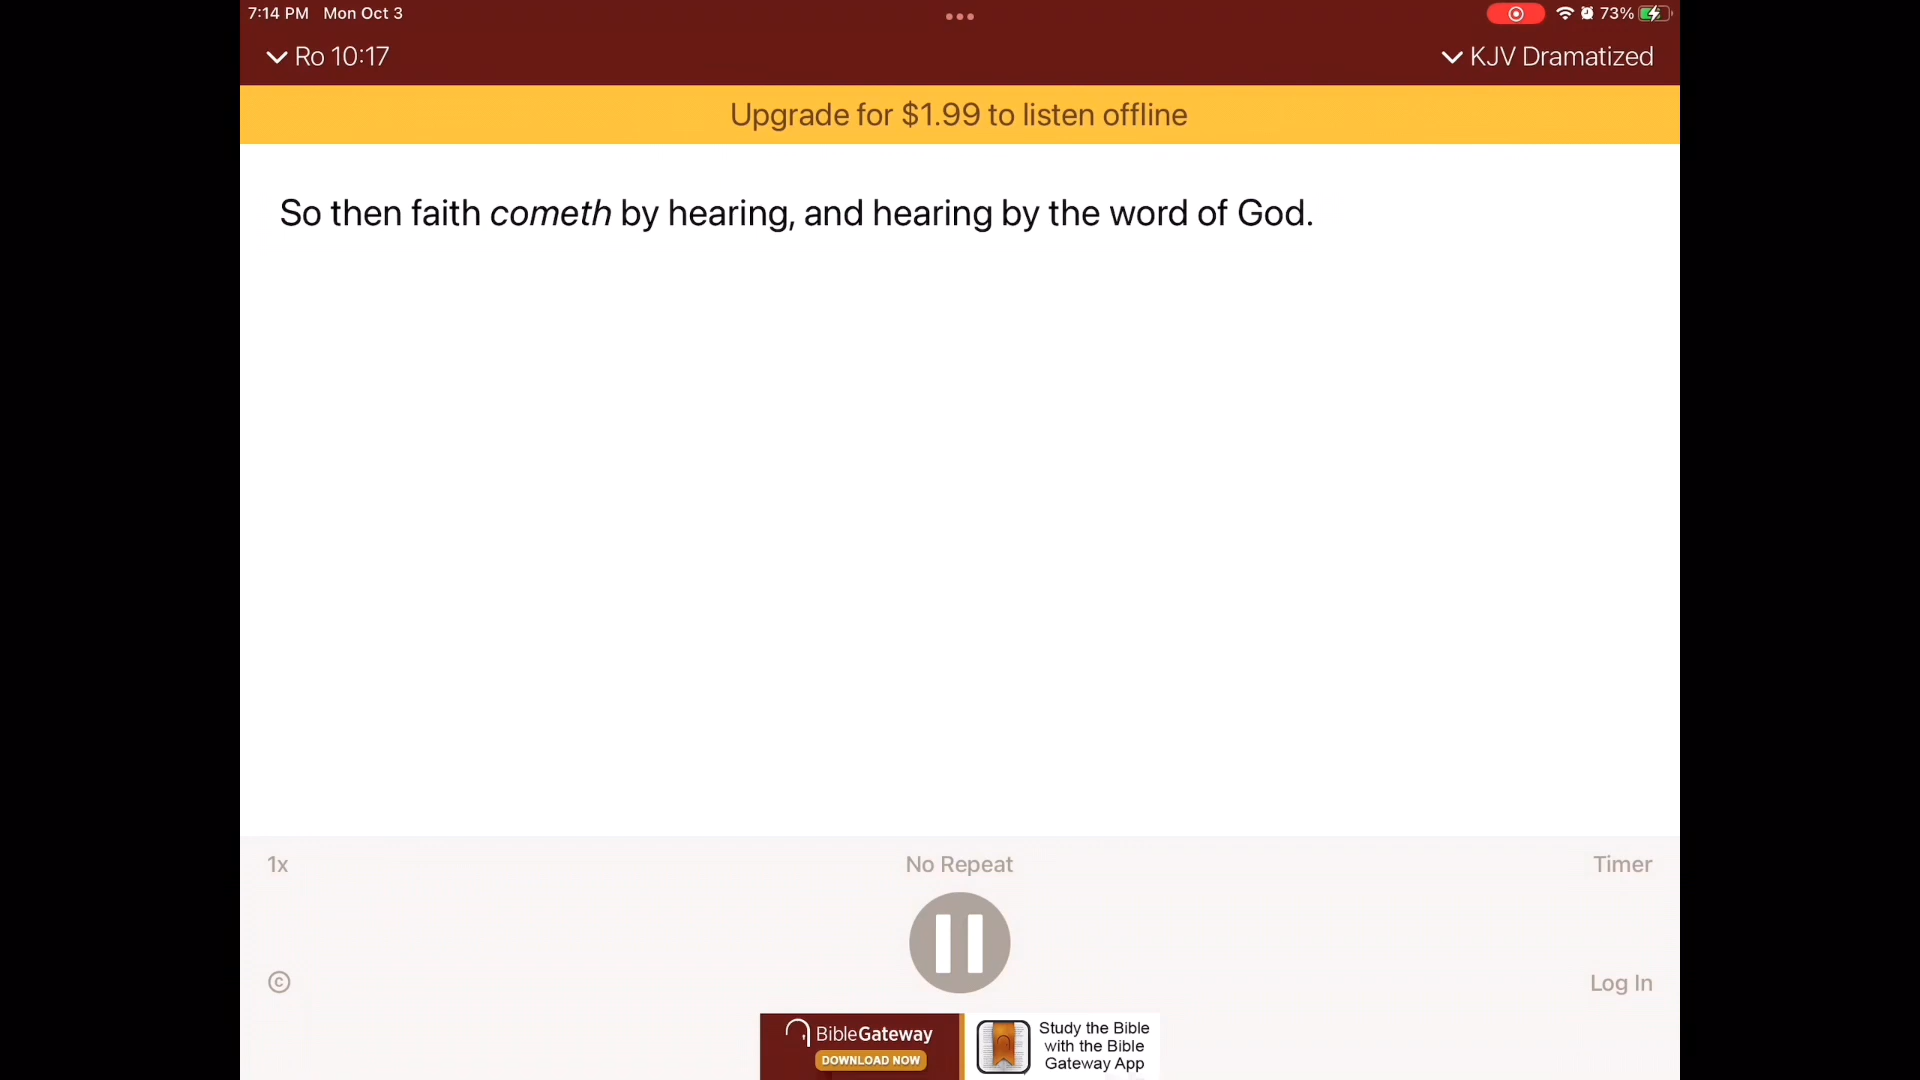 7:14 PM Mon Oct 3
73%
Ro 10:17
KJV Dramatized
Upgrade for $1.99 to listen offline
So then faith cometh by hearing, and hearing by the word of God.
1x
No Repeat
Timer
©
Log In
BibleGateway
DOWNLOAD NOW
Study the Bible
with the Bible
Gateway App